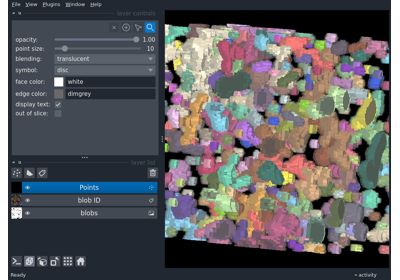 File View Plugins Window Help
layer controls
opacity: 1.00
point size: 10
blending: translucent
symbol: disc
face color: white
edge color: dimgrey
display text:
out of slice:
layer list
Points
blob ID
blobs
Ready
activity